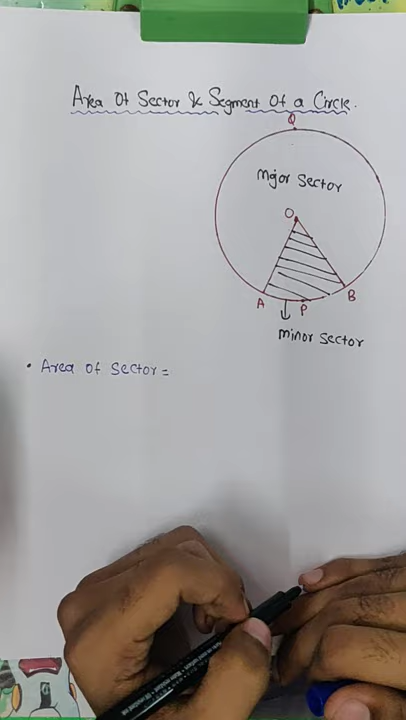 Area Of Sector & Segment Of a Circle.
Q
Major Sector
O
A
P
B
minor sector
• Area of sector =